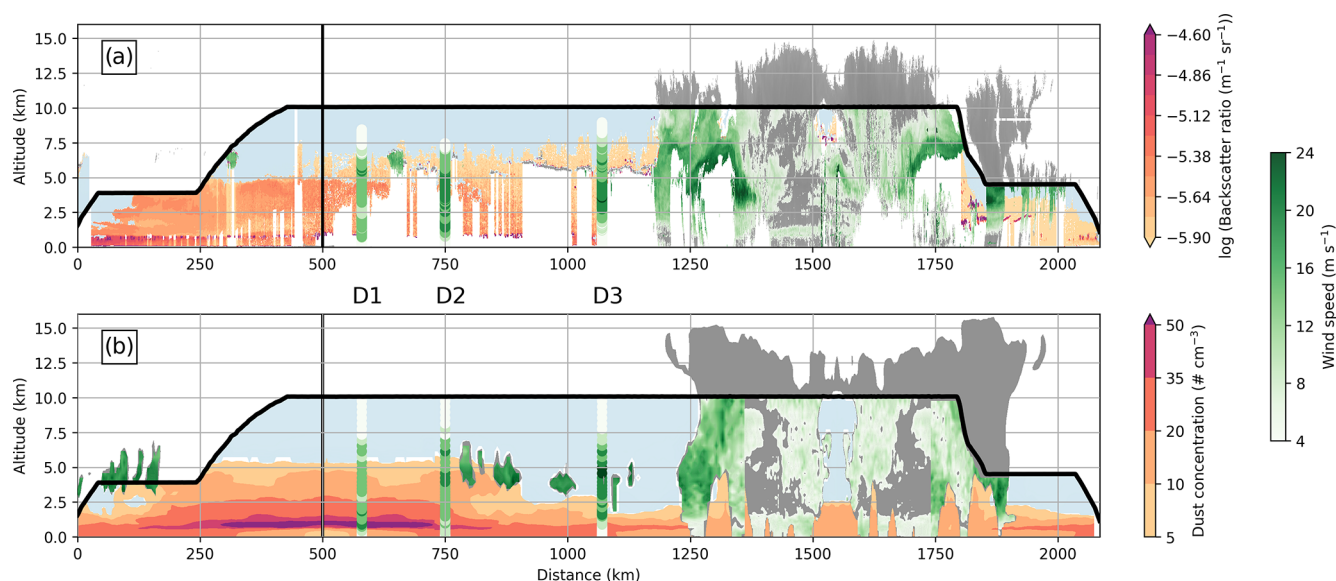 (a)
Altitude (km)
15.0
12.5
10.0
7.5
5.0
2.5
0.0
0 250 500 750 1000 1250 1500 1750 2000
−4.60
−4.86
−5.12
−5.38
−5.64
−5.90
log (Backscatter ratio (m⁻¹ sr⁻¹))
D1 D2 D3
(b)
Altitude (km)
15.0
12.5
10.0
7.5
5.0
2.5
0.0
0 250 500 750 1000 1250 1500 1750 2000
Distance (km)
50
35
20
10
5
Dust concentration (# cm⁻³)
24
20
16
12
8
4
Wind speed (m s⁻¹)